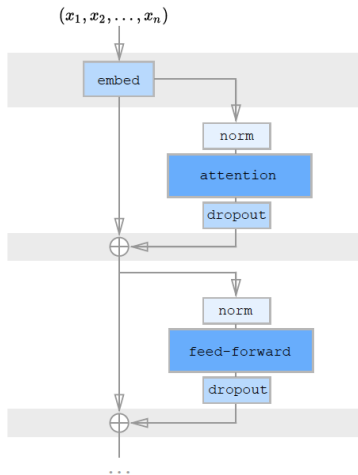 (x₁, x₂, . . . , xₙ)
embed
norm
attention
dropout
norm
feed-forward
dropout
...